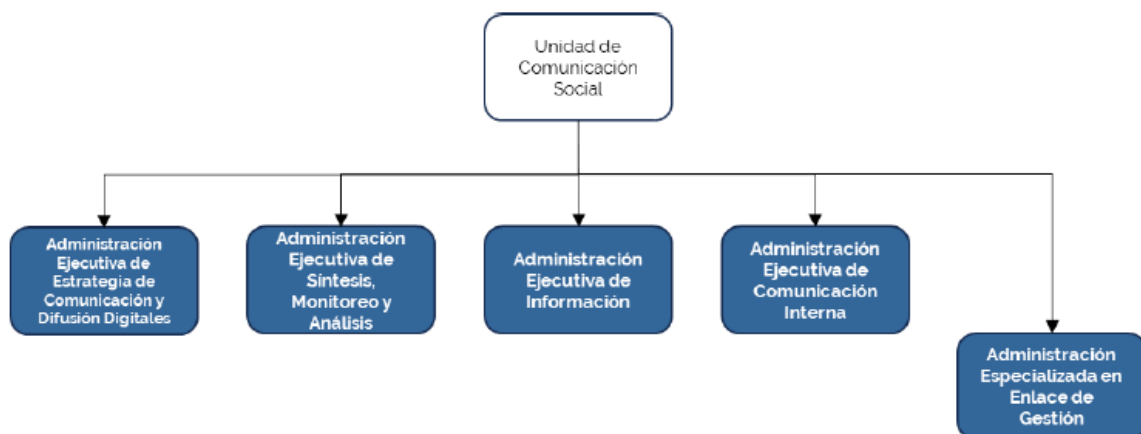 Unidad de
Comunicación
Social
Administración
Ejecutiva de
Estrategia de
Comunicación y
Difusión Digitales
Administración
Ejecutiva de
Síntesis,
Monitoreo y
Análisis
Administración
Ejecutiva de
Información
Administración
Ejecutiva de
Comunicación
Interna
Administración
Especializada en
Enlace de
Gestión